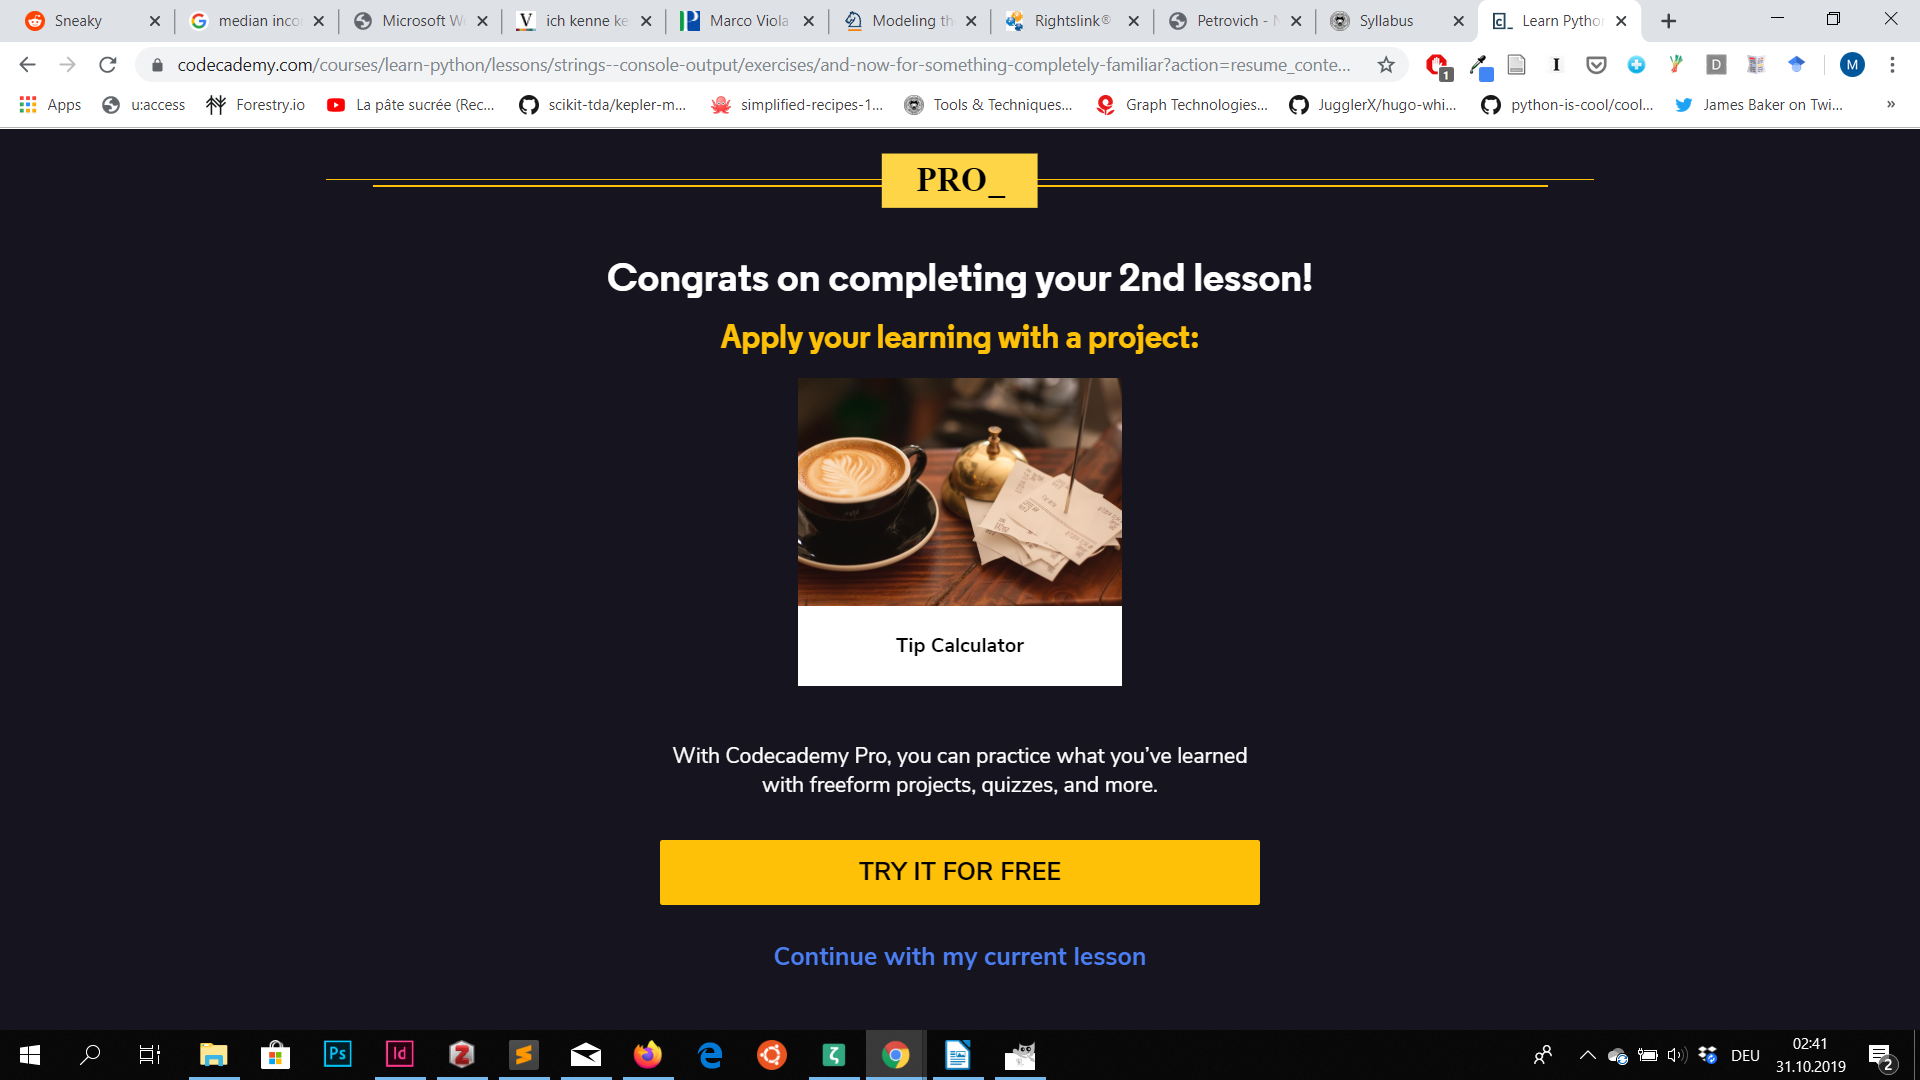 Sneaky
median inco
Microsoft W
ich kenne ke
Marco Viola
Modeling th
Rightslink®
Petrovich - N
Syllabus
Learn Python
codecademy.com/courses/learn-python/lessons/strings--console-output/exercises/and-now-for-something-completely-familiar?action=resume_conte...
1
M
Apps
u:access
Forestry.io
La pâte sucrée (Rec...
scikit-tda/kepler-m...
simplified-recipes-1...
Tools & Techniques...
Graph Technologies...
JugglerX/hugo-whi...
python-is-cool/cool...
James Baker on Twi...
»
PRO_
Congrats on completing your 2nd lesson!
Apply your learning with a project:
Tip Calculator
With Codecademy Pro, you can practice what you’ve learned
with freeform projects, quizzes, and more.
TRY IT FOR FREE
Continue with my current lesson
Ps
Id
DEU
02:41
31.10.2019
2